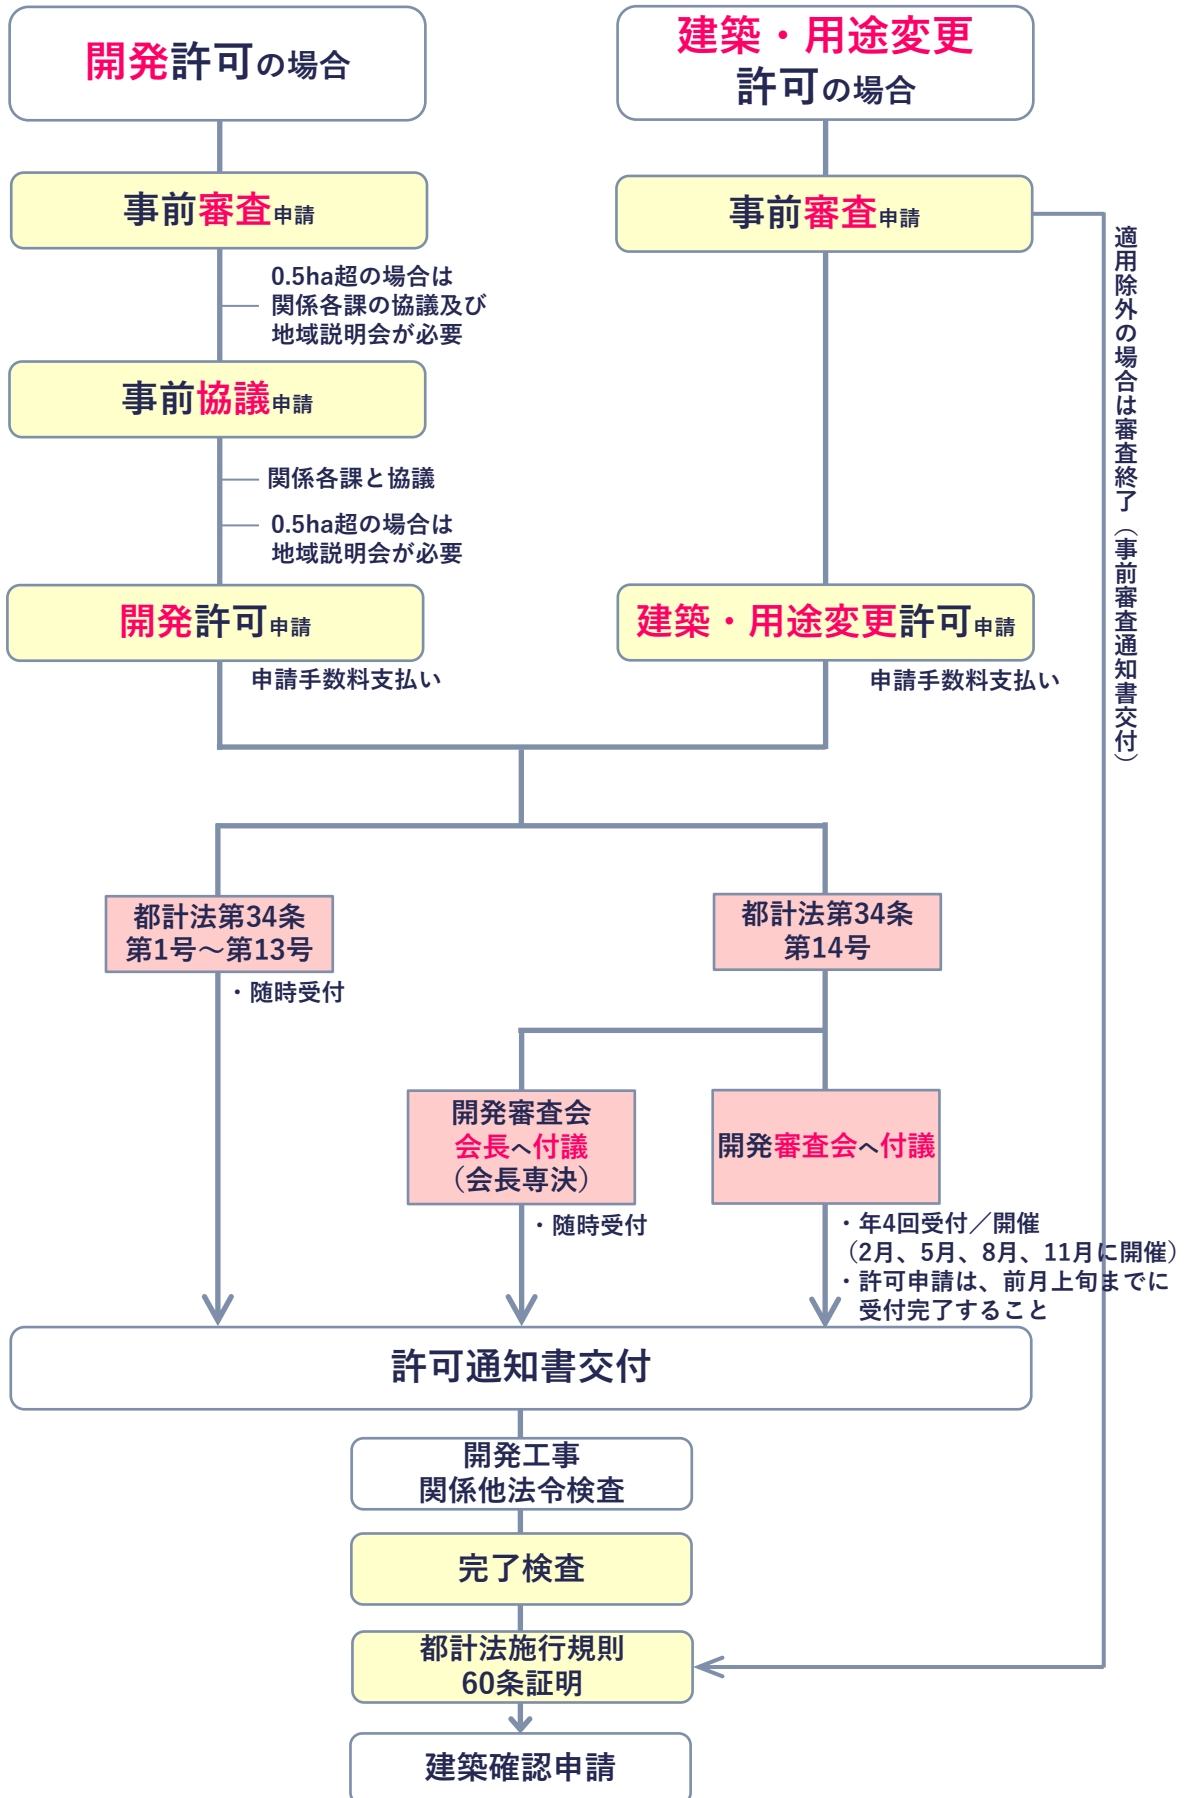 開発許可の場合
建築・用途変更
許可の場合
事前審査申請
事前審査申請
0.5ha超の場合は
関係各課の協議及び
地域説明会が必要
適用除外の場合は審査終了（事前審査通知書交付）
事前協議申請
関係各課と協議
0.5ha超の場合は
地域説明会が必要
開発許可申請
申請手数料支払い
建築・用途変更許可申請
申請手数料支払い
都計法第34条
第1号～第13号
・随時受付
都計法第34条
第14号
開発審査会
会長へ付議
（会長専決）
・随時受付
開発審査会へ付議
・年4回受付／開催
（2月、5月、8月、11月に開催）
・許可申請は、前月上旬までに
受付完了すること
許可通知書交付
開発工事
関係他法令検査
完了検査
都計法施行規則
60条証明
建築確認申請